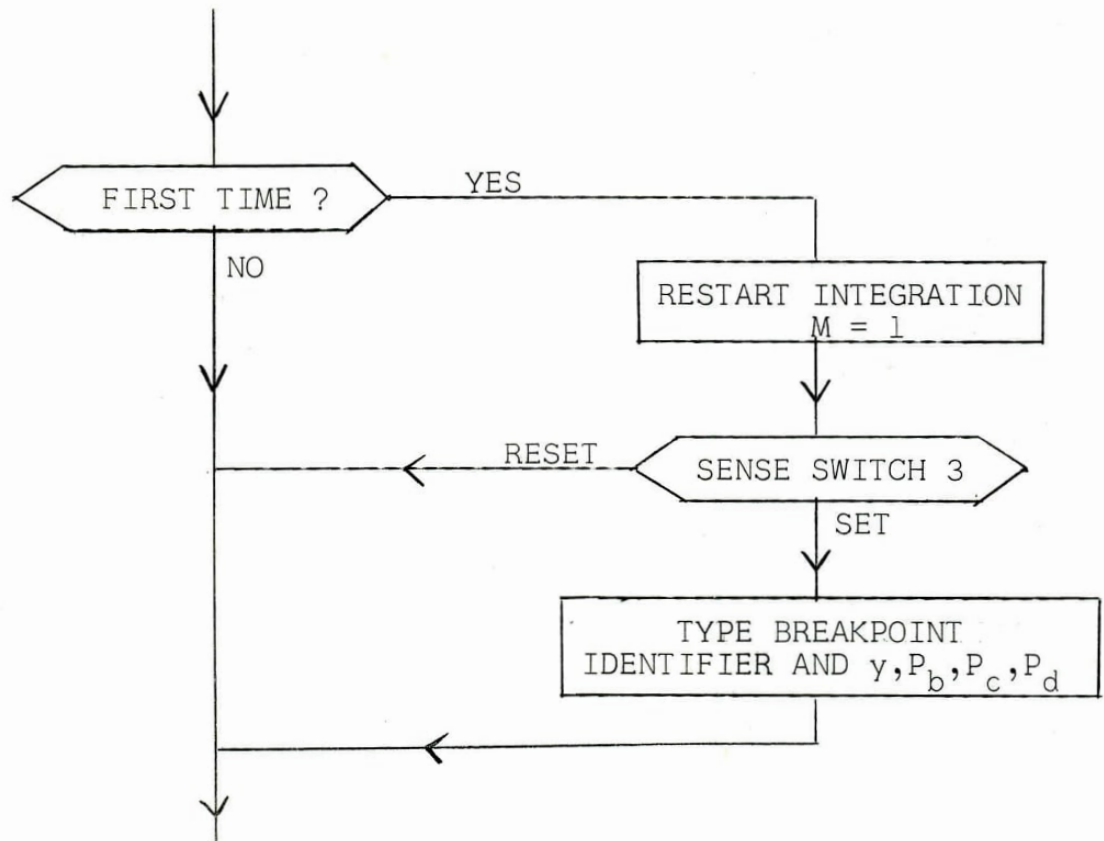 FIRST TIME ?
YES
NO
RESTART INTEGRATION
M = 1
RESET
SENSE SWITCH 3
SET
TYPE BREAKPOINT
IDENTIFIER AND y,P_b,P_c,P_d